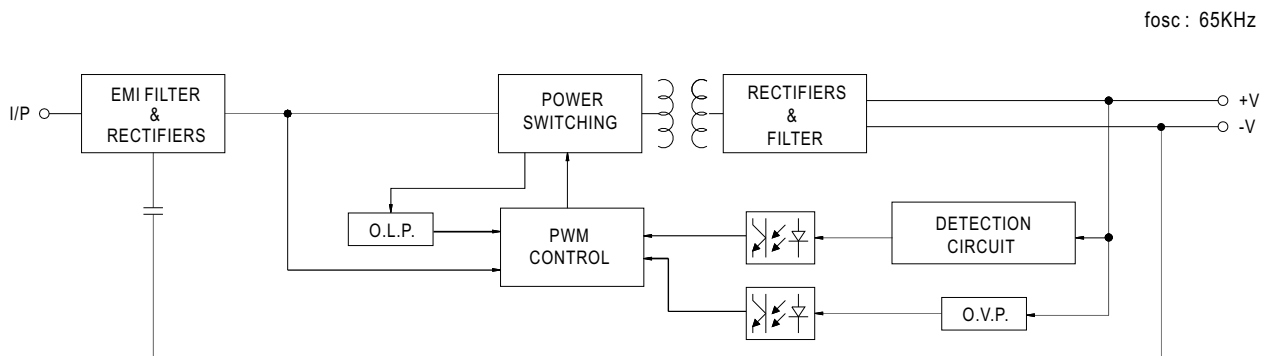 fosc : 65KHz
I/P
EMI FILTER
&
RECTIFIERS
POWER
SWITCHING
RECTIFIERS
&
FILTER
+V
-V
O.L.P.
PWM
CONTROL
DETECTION
CIRCUIT
O.V.P.